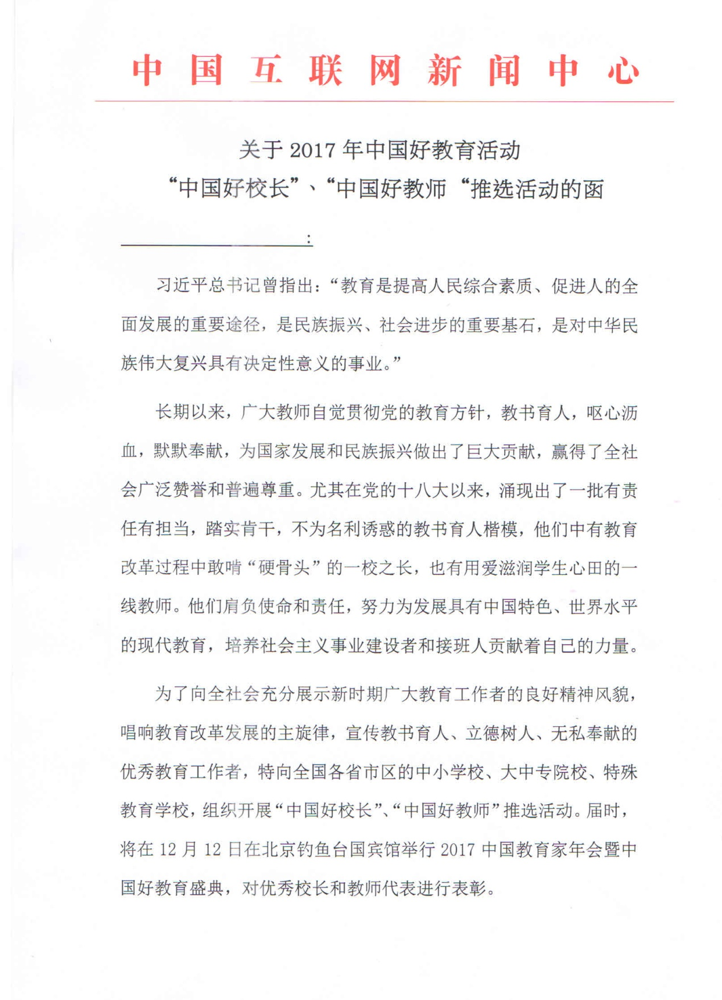 中国互联网新闻中心
关于 2017 年中国好教育活动
“中国好校长”、“中国好教师 “推选活动的函
：
习近平总书记曾指出：“教育是提高人民综合素质、促进人的全
面发展的重要途径，是民族振兴、社会进步的重要基石，是对中华民
族伟大复兴具有决定性意义的事业。”
长期以来，广大教师自觉贯彻党的教育方针，教书育人，呕心沥
血，默默奉献，为国家发展和民族振兴做出了巨大贡献，赢得了全社
会广泛赞誉和普遍尊重。尤其在党的十八大以来，涌现出了一批有责
任有担当，踏实肯干，不为名利诱惑的教书育人楷模，他们中有教育
改革过程中敢啃“硬骨头”的一校之长，也有用爱滋润学生心田的一
线教师。他们肩负使命和责任，努力为发展具有中国特色、世界水平
的现代教育，培养社会主义事业建设者和接班人贡献着自己的力量。
为了向全社会充分展示新时期广大教育工作者的良好精神风貌，
唱响教育改革发展的主旋律，宣传教书育人、立德树人、无私奉献的
优秀教育工作者，特向全国各省市区的中小学校、大中专院校、特殊
教育学校，组织开展“中国好校长”、“中国好教师”推选活动。届时，
将在 12 月 12 日在北京钓鱼台国宾馆举行 2017 中国教育家年会暨中
国好教育盛典，对优秀校长和教师代表进行表彰。